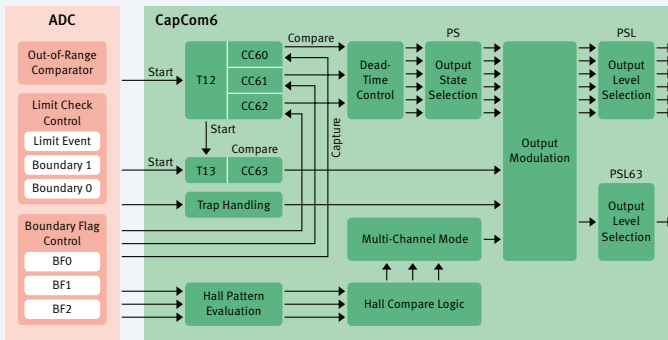 ADC
CapCom6
Out-of-Range
Comparator
Limit Check
Control
Limit Event
Boundary 1
Boundary 0
Boundary Flag
Control
BF0
BF1
BF2
Start
T12
CC60
CC61
CC62
Compare
Capture
Start
Start
T13
Compare
CC63
Trap Handling
Hall Pattern
Evaluation
Dead-
Time
Control
PS
Output
State
Selection
Multi-Channel Mode
Hall Compare Logic
Output
Modulation
PSL
Output
Level
Selection
PSL63
Output
Level
Selection